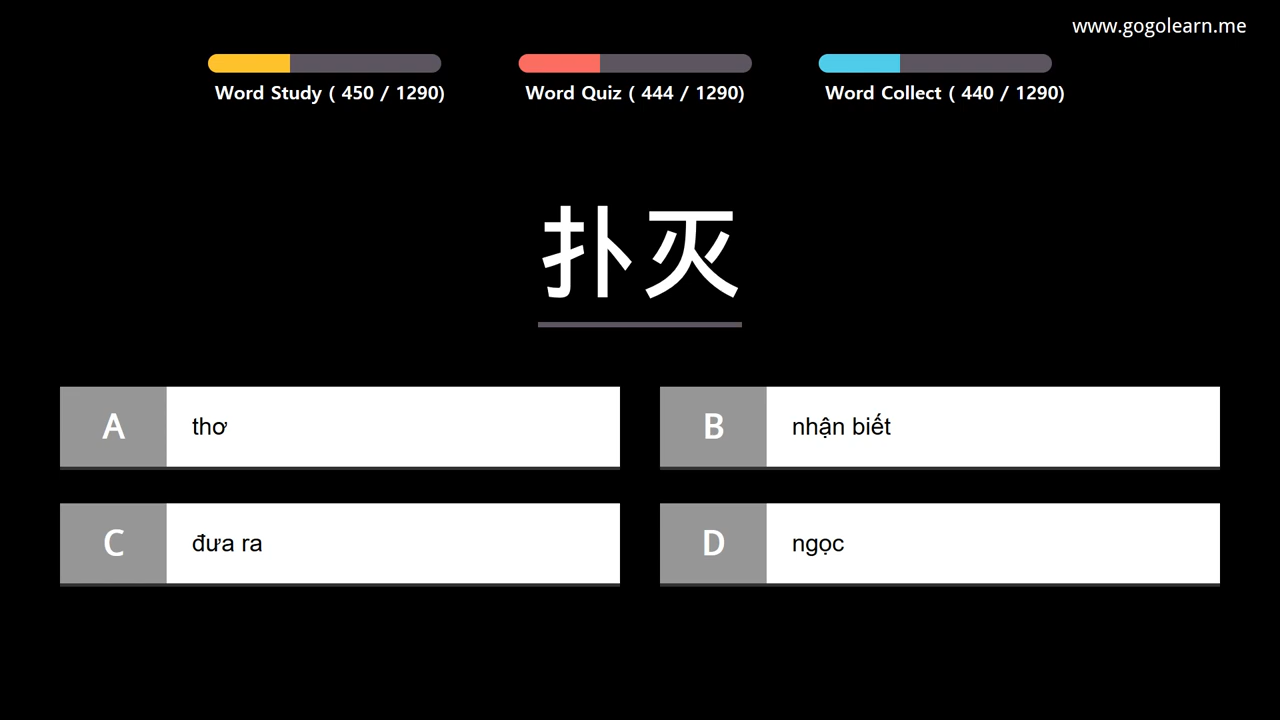 www.gogolearn.me
Word Study ( 450 / 1290)
Word Quiz ( 444 / 1290)
Word Collect ( 440 / 1290)
扑灭
A thơ
B nhận biết
C đưa ra
D ngọc